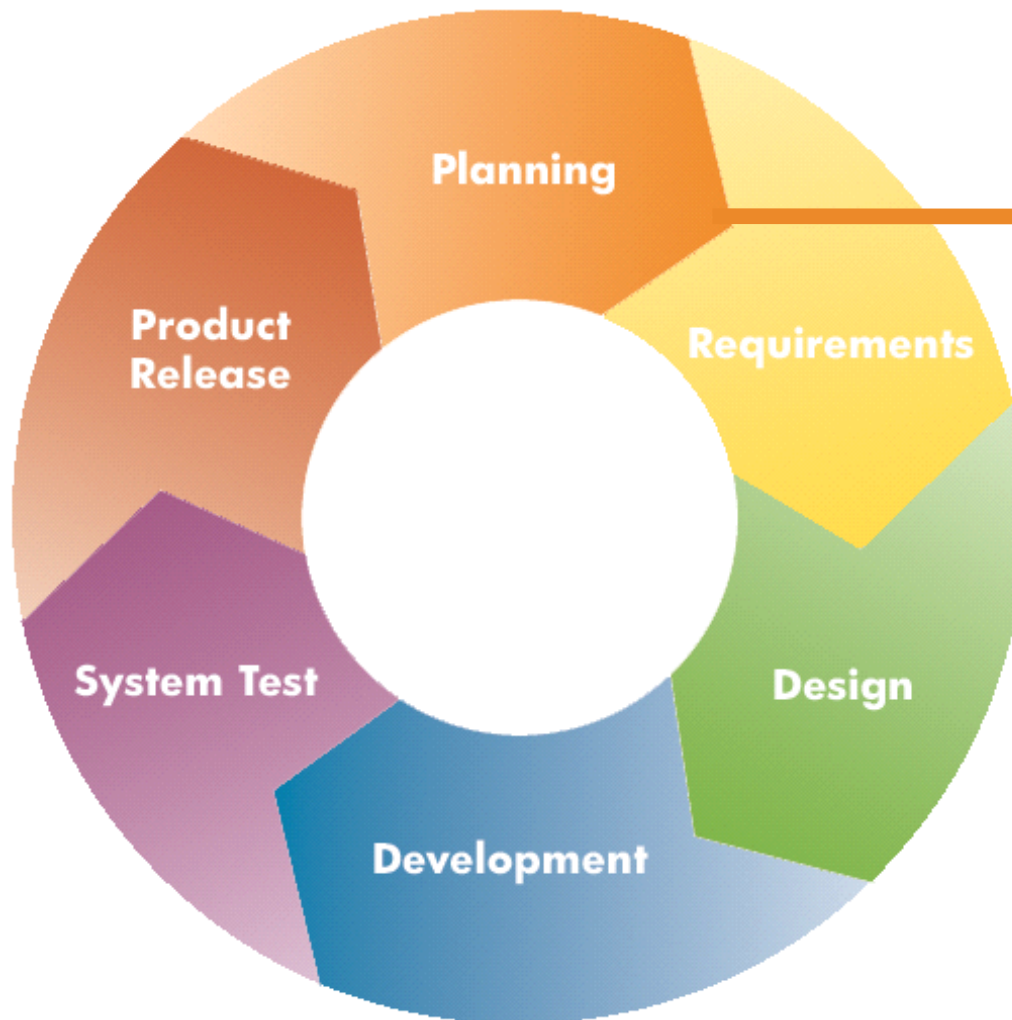 Planning
Requirements
Design
Development
System Test
Product
Release